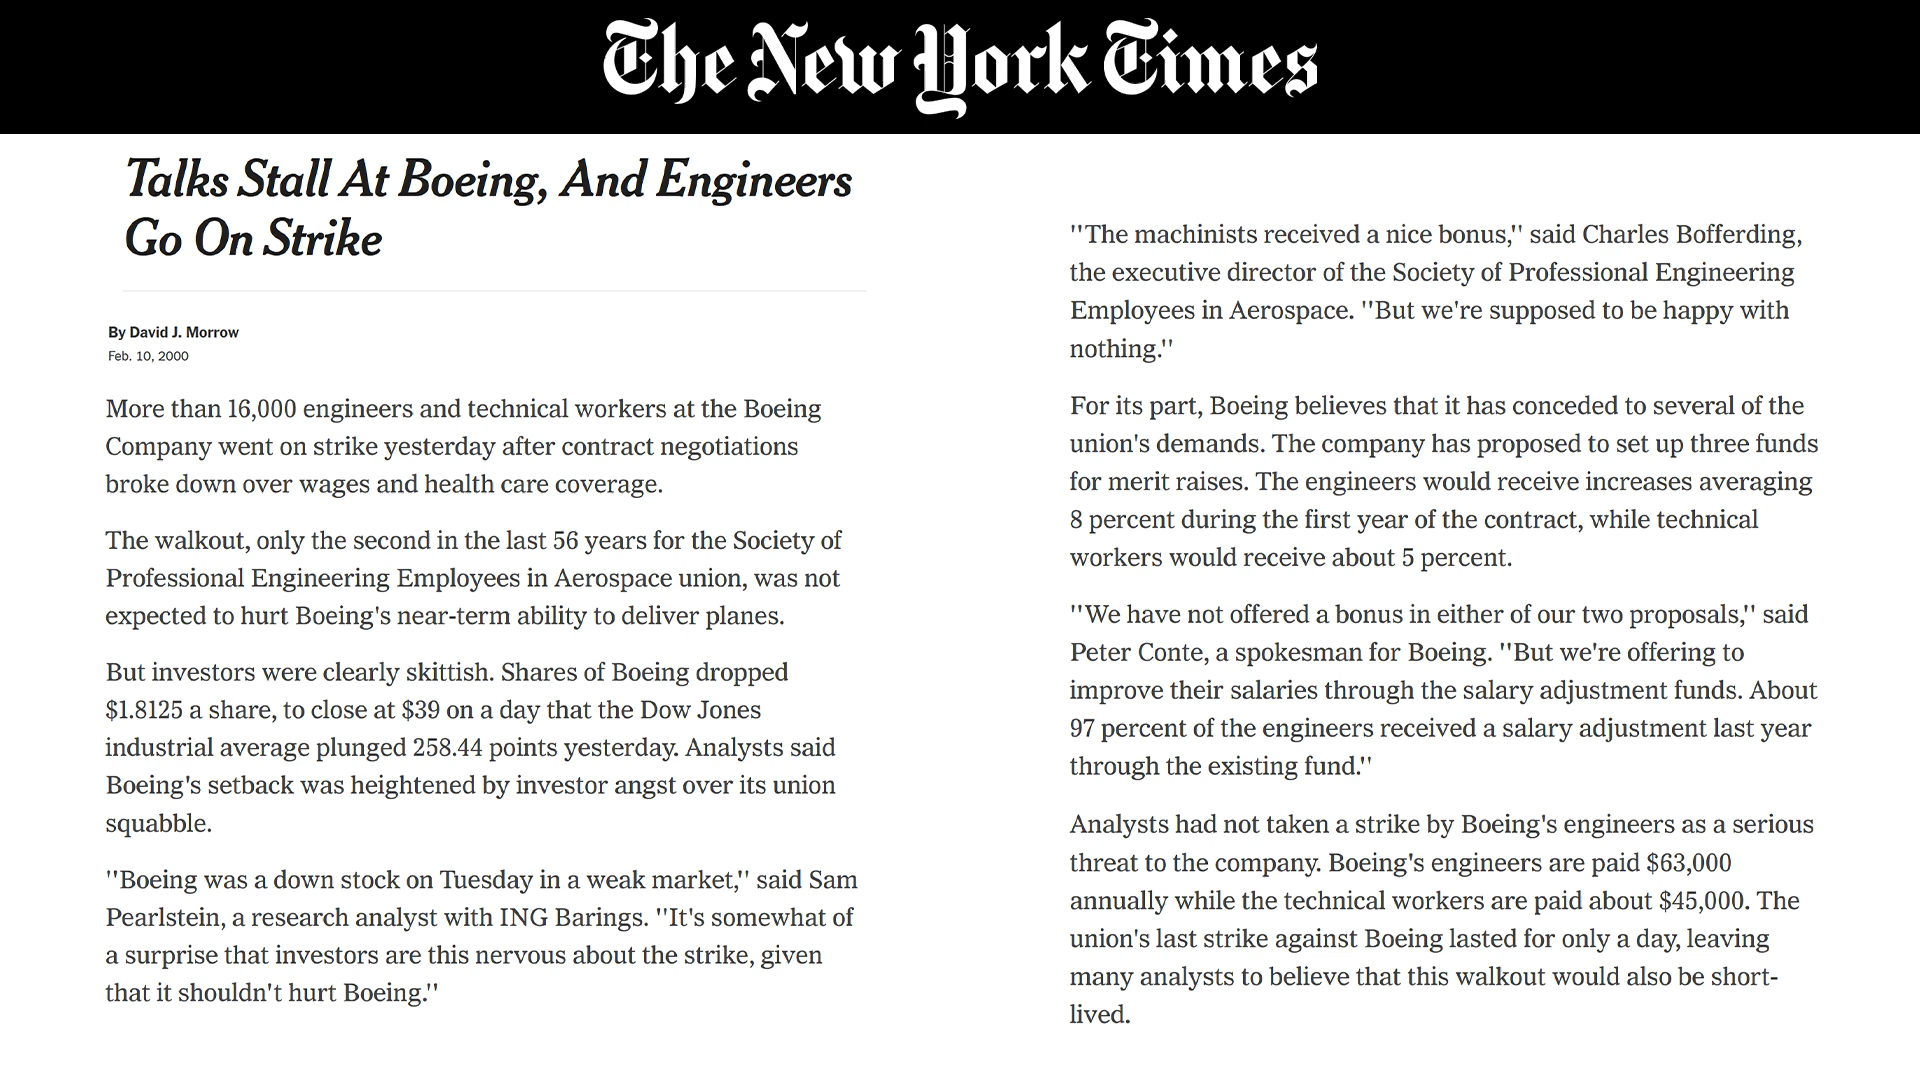 The New York Times
Talks Stall At Boeing, And Engineers
Go On Strike
By David J. Morrow
Feb. 10, 2000
More than 16,000 engineers and technical workers at the Boeing
Company went on strike yesterday after contract negotiations
broke down over wages and health care coverage.
The walkout, only the second in the last 56 years for the Society of
Professional Engineering Employees in Aerospace union, was not
expected to hurt Boeing's near-term ability to deliver planes.
But investors were clearly skittish. Shares of Boeing dropped
$1.8125 a share, to close at $39 on a day that the Dow Jones
industrial average plunged 258.44 points yesterday. Analysts said
Boeing's setback was heightened by investor angst over its union
squabble.
''Boeing was a down stock on Tuesday in a weak market,'' said Sam
Pearlstein, a research analyst with ING Barings. ''It's somewhat of
a surprise that investors are this nervous about the strike, given
that it shouldn't hurt Boeing.''
''The machinists received a nice bonus,'' said Charles Bofferding,
the executive director of the Society of Professional Engineering
Employees in Aerospace. ''But we're supposed to be happy with
nothing.''
For its part, Boeing believes that it has conceded to several of the
union's demands. The company has proposed to set up three funds
for merit raises. The engineers would receive increases averaging
8 percent during the first year of the contract, while technical
workers would receive about 5 percent.
''We have not offered a bonus in either of our two proposals,'' said
Peter Conte, a spokesman for Boeing. ''But we're offering to
improve their salaries through the salary adjustment funds. About
97 percent of the engineers received a salary adjustment last year
through the existing fund.''
Analysts had not taken a strike by Boeing's engineers as a serious
threat to the company. Boeing's engineers are paid $63,000
annually while the technical workers are paid about $45,000. The
union's last strike against Boeing lasted for only a day, leaving
many analysts to believe that this walkout would also be short-
lived.